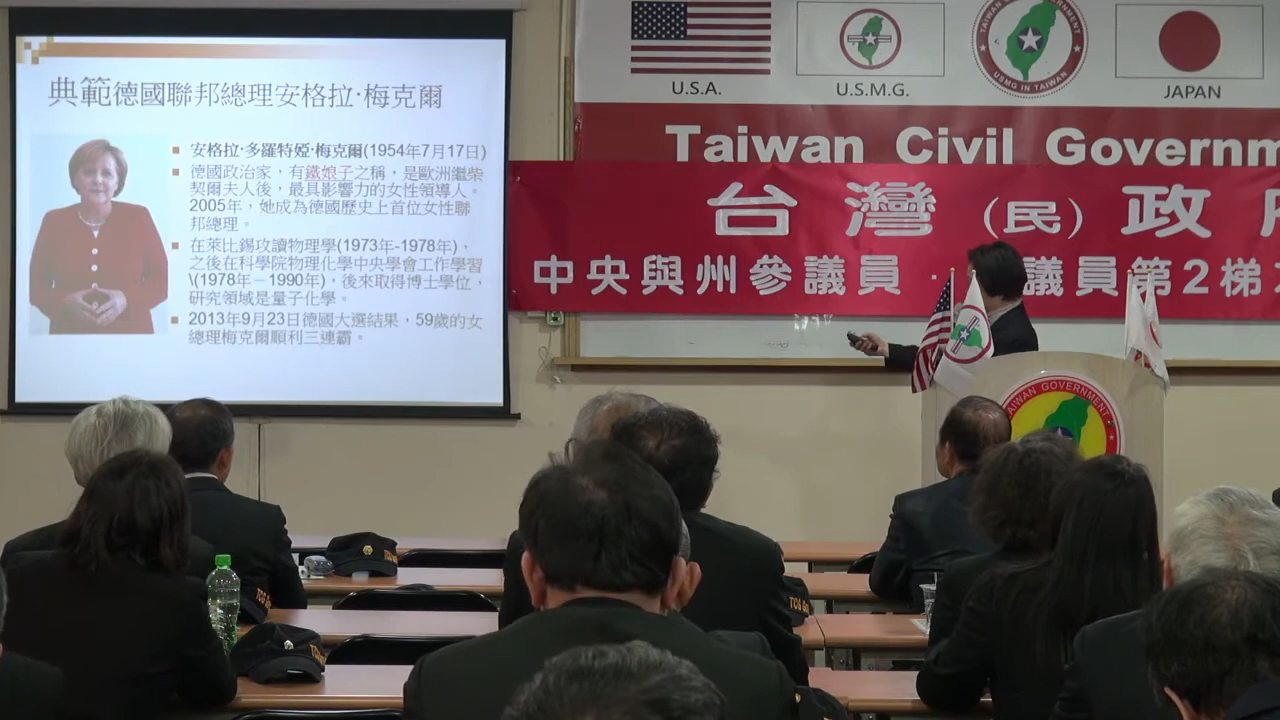 典範德國聯邦總理安格拉·梅克爾
安格拉·多羅特婭·梅克爾(1954年7月17日)
德國政治家，有鐵娘子之稱，是歐洲繼柴
契爾夫人後，最具影響力的女性領導人。
2005年，她成為德國歷史上首位女性聯
邦總理。
在萊比錫攻讀物理學(1973年-1978年)，
之後在科學院物理化學中央學會工作學習
\(1978年－1990年)，後來取得博士學位，
研究領域是量子化學。
2013年9月23日德國大選結果，59歲的女
總理梅克爾順利三連霸。
U.S.A.
U.S.M.G.
TAIWAN GOVERNMENT
USMG IN TAIWAN
JAPAN
Taiwan Civil Governm
台灣(民)政府
中央與州參議員·議員第2梯
TAIWAN GOVERNMENT